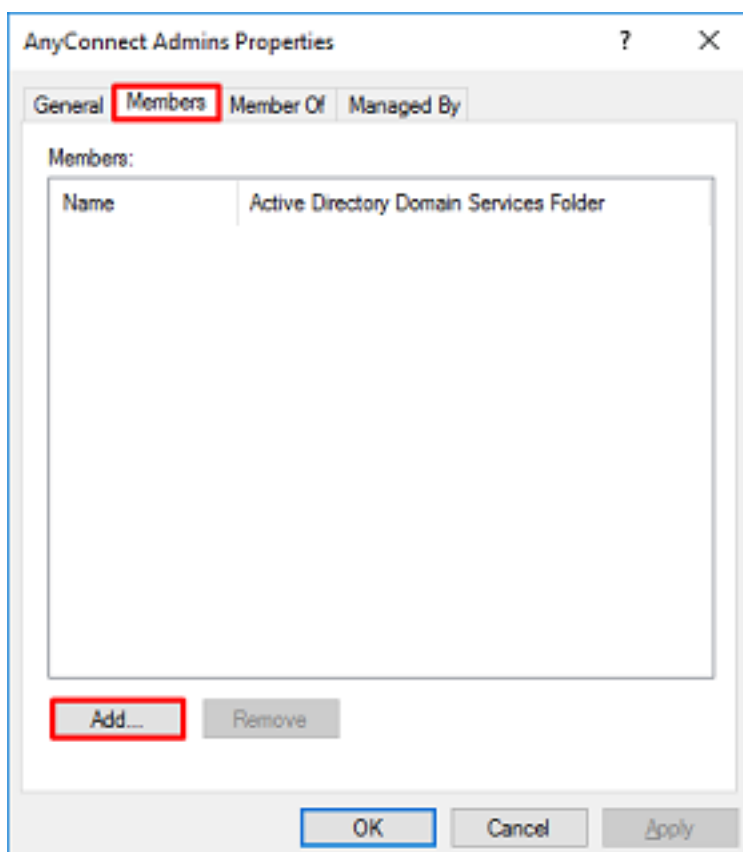 AnyConnect Admins Properties ? ×
General Members Member Of Managed By
Members:
Name Active Directory Domain Services Folder
Add... Remove
OK Cancel Apply